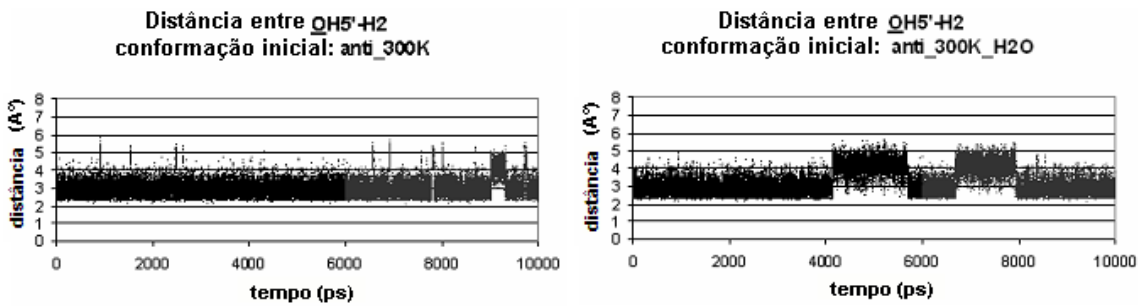 Distância entre OH5'-H2
conformação inicial: anti_300K
distância (A°)
8
7
6
5
4
3
2
1
0
0 2000 4000 6000 8000 10000
tempo (ps)
Distância entre OH5'-H2
conformação inicial: anti_300K_H2O
distância (A°)
8
7
6
5
4
3
2
1
0
0 2000 4000 6000 8000 10000
tempo (ps)